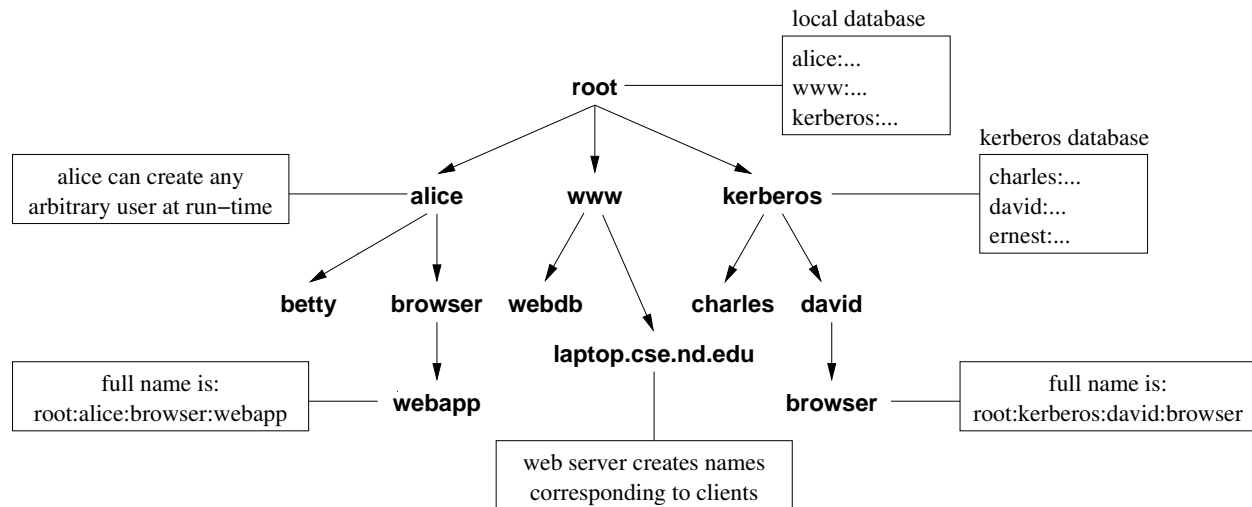 local database
alice:...
www:...
kerberos:...
root
kerberos database
charles:...
david:...
ernest:...
alice can create any
arbitrary user at run−time
alice
www
kerberos
betty
browser
webdb
charles
david
laptop.cse.nd.edu
full name is:
root:alice:browser:webapp
webapp
browser
full name is:
root:kerberos:david:browser
web server creates names
corresponding to clients